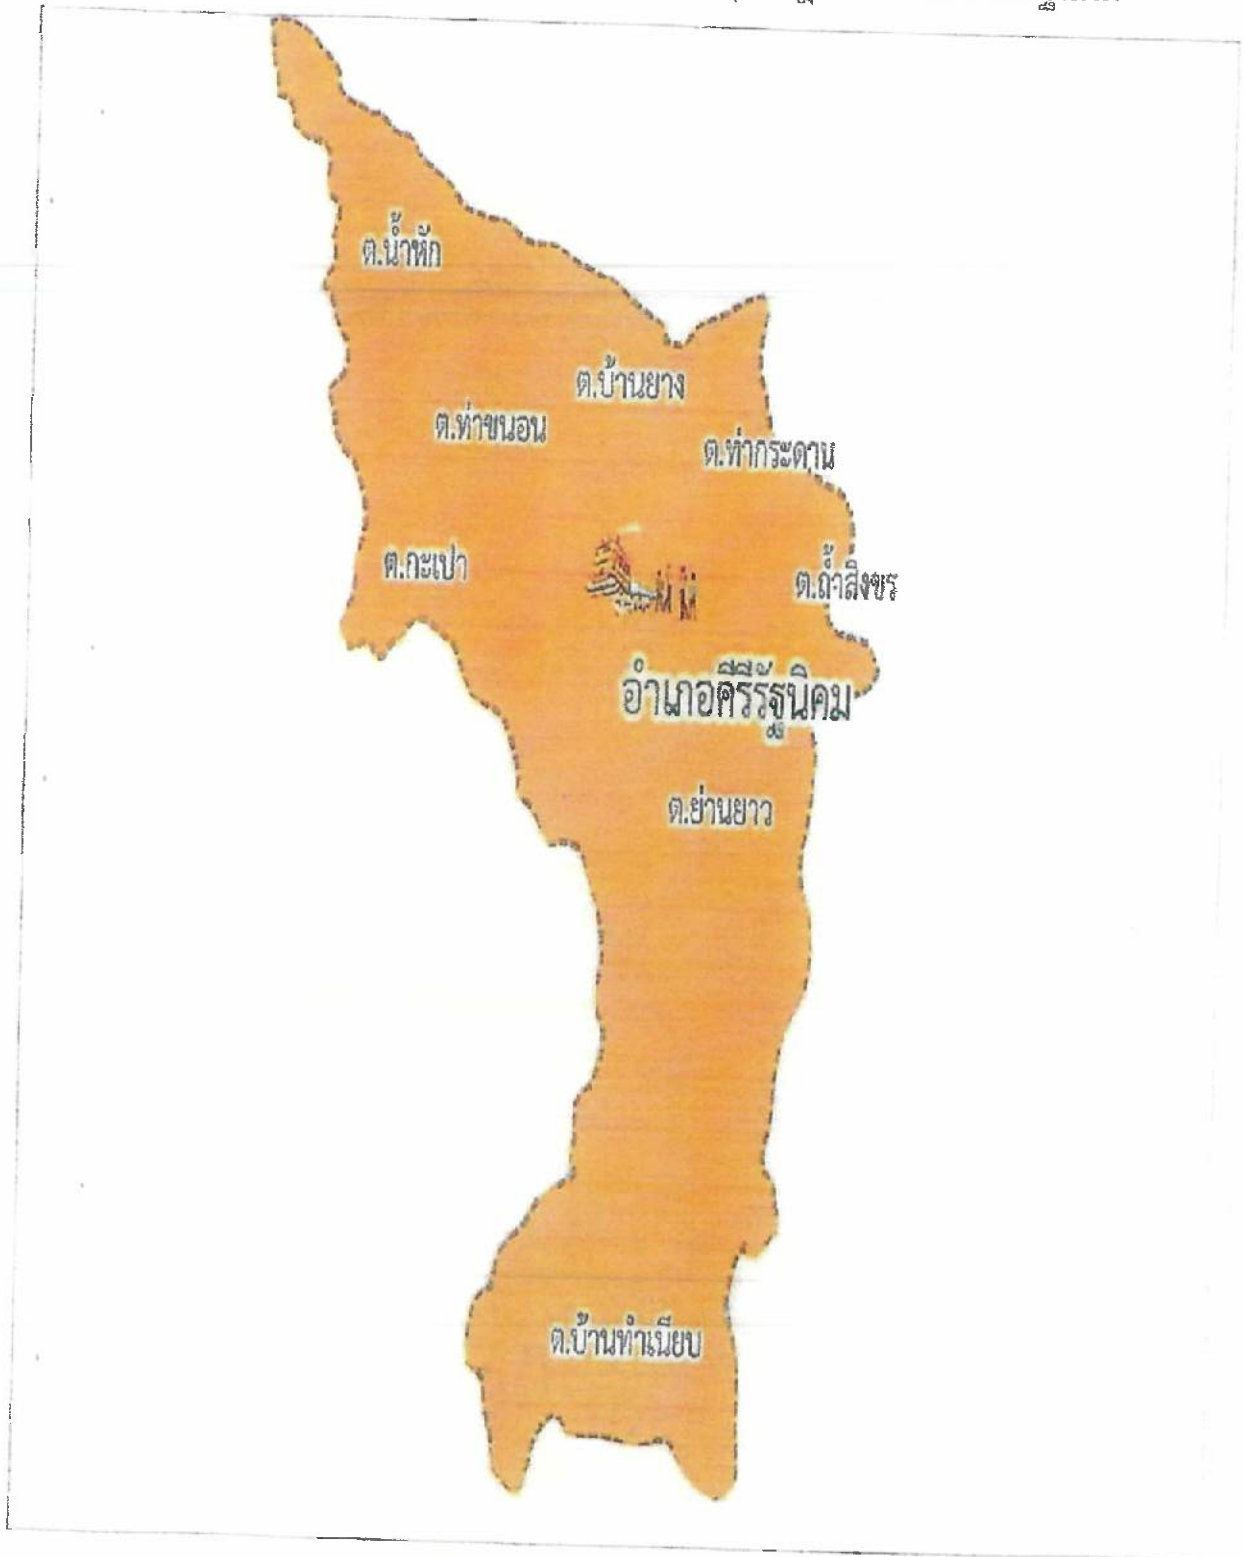 ต.น้ำหัก
ต.บ้านยาง
ต.ท่าขนอน
ต.ท่ากระดาน
ต.กะเปา
ต.ถ้ำสิงขร
อำเภอคีรีรัฐนิคม
ต.ย่านยาว
ต.บ้านทำเนียบ